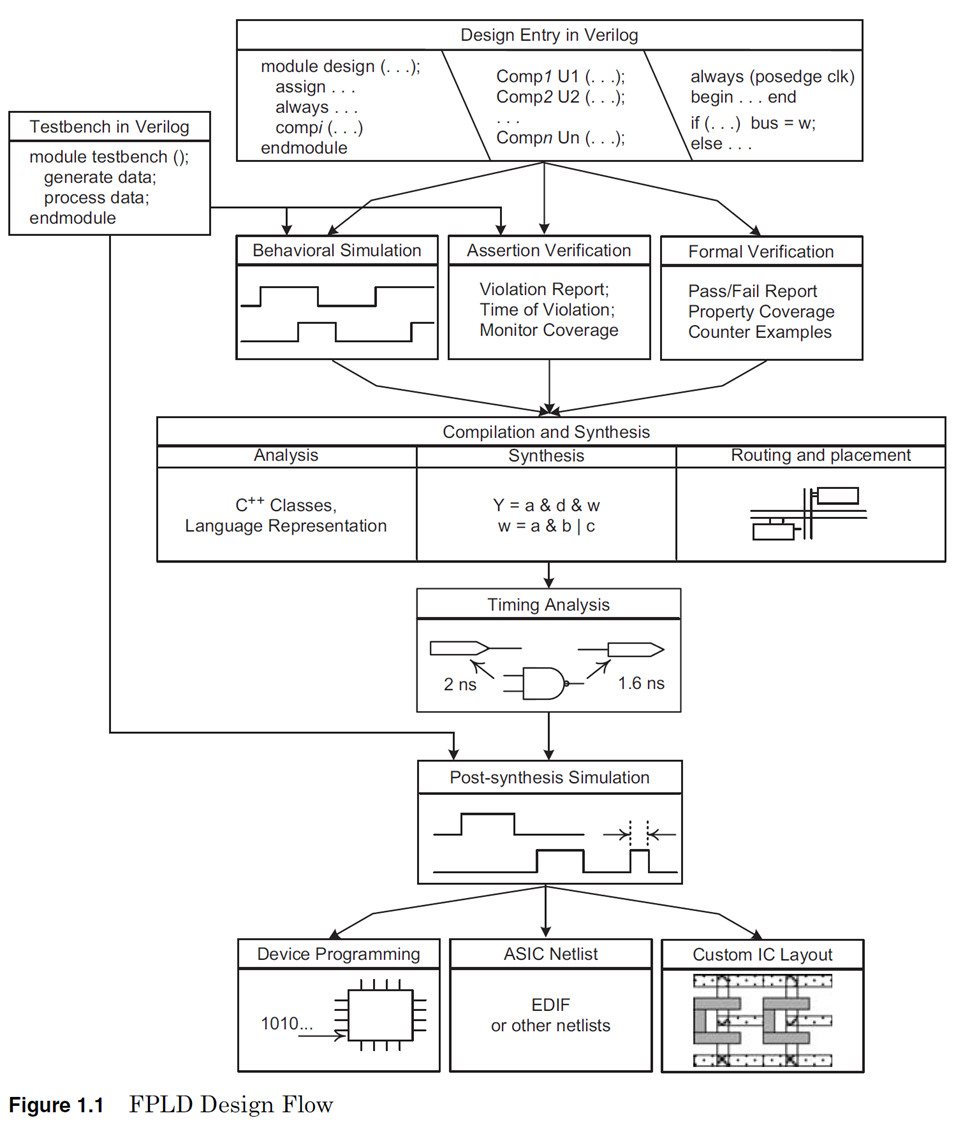 Design Entry in Verilog
module design (. . .);
assign . . .
always . . .
compi (. . .)
endmodule
Comp1 U1 (. . .);
Comp2 U2 (. . .);
. . .
Compn Un (. . .);
always (posedge clk)
begin . . . end
if (. . .) bus = w;
else . . .
Testbench in Verilog
module testbench ();
generate data;
process data;
endmodule
Behavioral Simulation
Assertion Verification
Violation Report;
Time of Violation;
Monitor Coverage
Formal Verification
Pass/Fail Report
Property Coverage
Counter Examples
Compilation and Synthesis
Analysis
Synthesis
Routing and placement
C++ Classes,
Language Representation
Y = a & d & w
w = a & b | c
Timing Analysis
2 ns
1.6 ns
Post-synthesis Simulation
Device Programming
1010...
ASIC Netlist
EDIF
or other netlists
Custom IC Layout
Figure 1.1 FPLD Design Flow